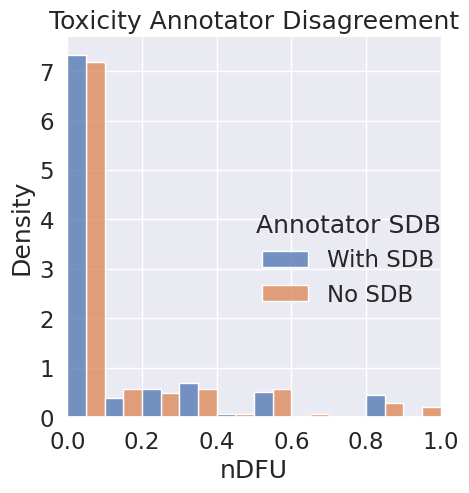 Toxicity Annotator Disagreement
7
6
5
4
3
2
1
0
Density
Annotator SDB
With SDB
No SDB
0.0 0.2 0.4 0.6 0.8 1.0
nDFU